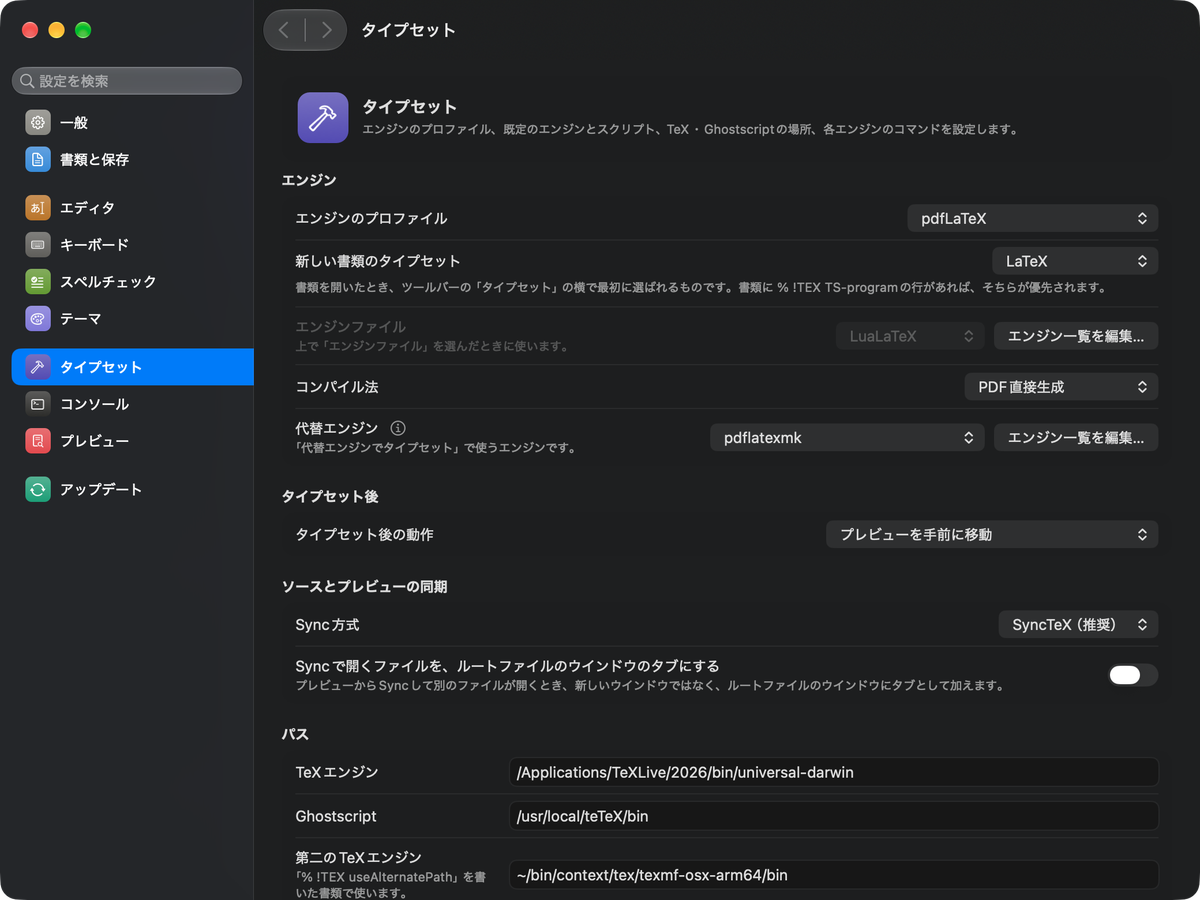 タイプセット
設定を検索
一般
書類と保存
エディタ
キーボード
スペルチェック
テーマ
タイプセット
コンソール
プレビュー
アップデート
タイプセット
エンジンのプロファイル、既定のエンジンとスクリプト、TeX・Ghostscriptの場所、各エンジンのコマンドを設定します。
エンジン
エンジンのプロファイル pdfLaTeX
新しい書類のタイプセット LaTeX
書類を開いたとき、ツールバーの「タイプセット」の横で最初に選ばれるものです。書類に % !TEX TS-programの行があれば、そちらが優先されます。
エンジンファイル LuaLaTeX エンジン一覧を編集...
上で「エンジンファイル」を選んだときに使います。
コンパイル法 PDF直接生成
代替エンジン pdflatexmk エンジン一覧を編集...
「代替エンジンでタイプセット」で使うエンジンです。
タイプセット後
タイプセット後の動作 プレビューを手前に移動
ソースとプレビューの同期
Sync方式 SyncTeX（推奨）
Syncで開くファイルを、ルートファイルのウインドウのタブにする
プレビューからSyncして別のファイルが開くとき、新しいウインドウではなく、ルートファイルのウインドウにタブとして加えます。
パス
TeXエンジン /Applications/TeXLive/2026/bin/universal-darwin
Ghostscript /usr/local/teTeX/bin
第二のTeXエンジン ~/bin/context/tex/texmf-osx-arm64/bin
「% !TEX useAlternatePath」を書
いた書類で使います。